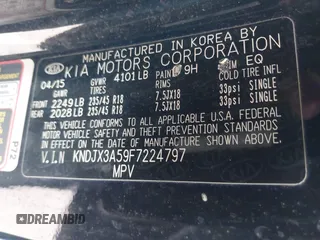 MANUFACTURED IN KOREA BY
KIA KIA MOTORS CORPORATION
04/15 GVWR 4101LB PAINT 9H TRIM EQ
GAWR TIRES RIMS COLD TIRE INFL
FRONT 2249LB 235/45 R18 7.5JX18 33psi SINGLE
REAR 2028LB 235/45 R18 7.5JX18 33psi SINGLE
THIS VEHICLE CONFORMS TO ALL APPLICABLE U.S.A. FEDERAL
MOTOR VEHICLE SAFETY, BUMPER, AND THEFT PREVENTION STANDARDS
IN EFFECT ON THE DATE OF MANUFACTURE SHOWN ABOVE.
V.I.N KNDJX3A59F7224797
MPV
P72
DREAMBID